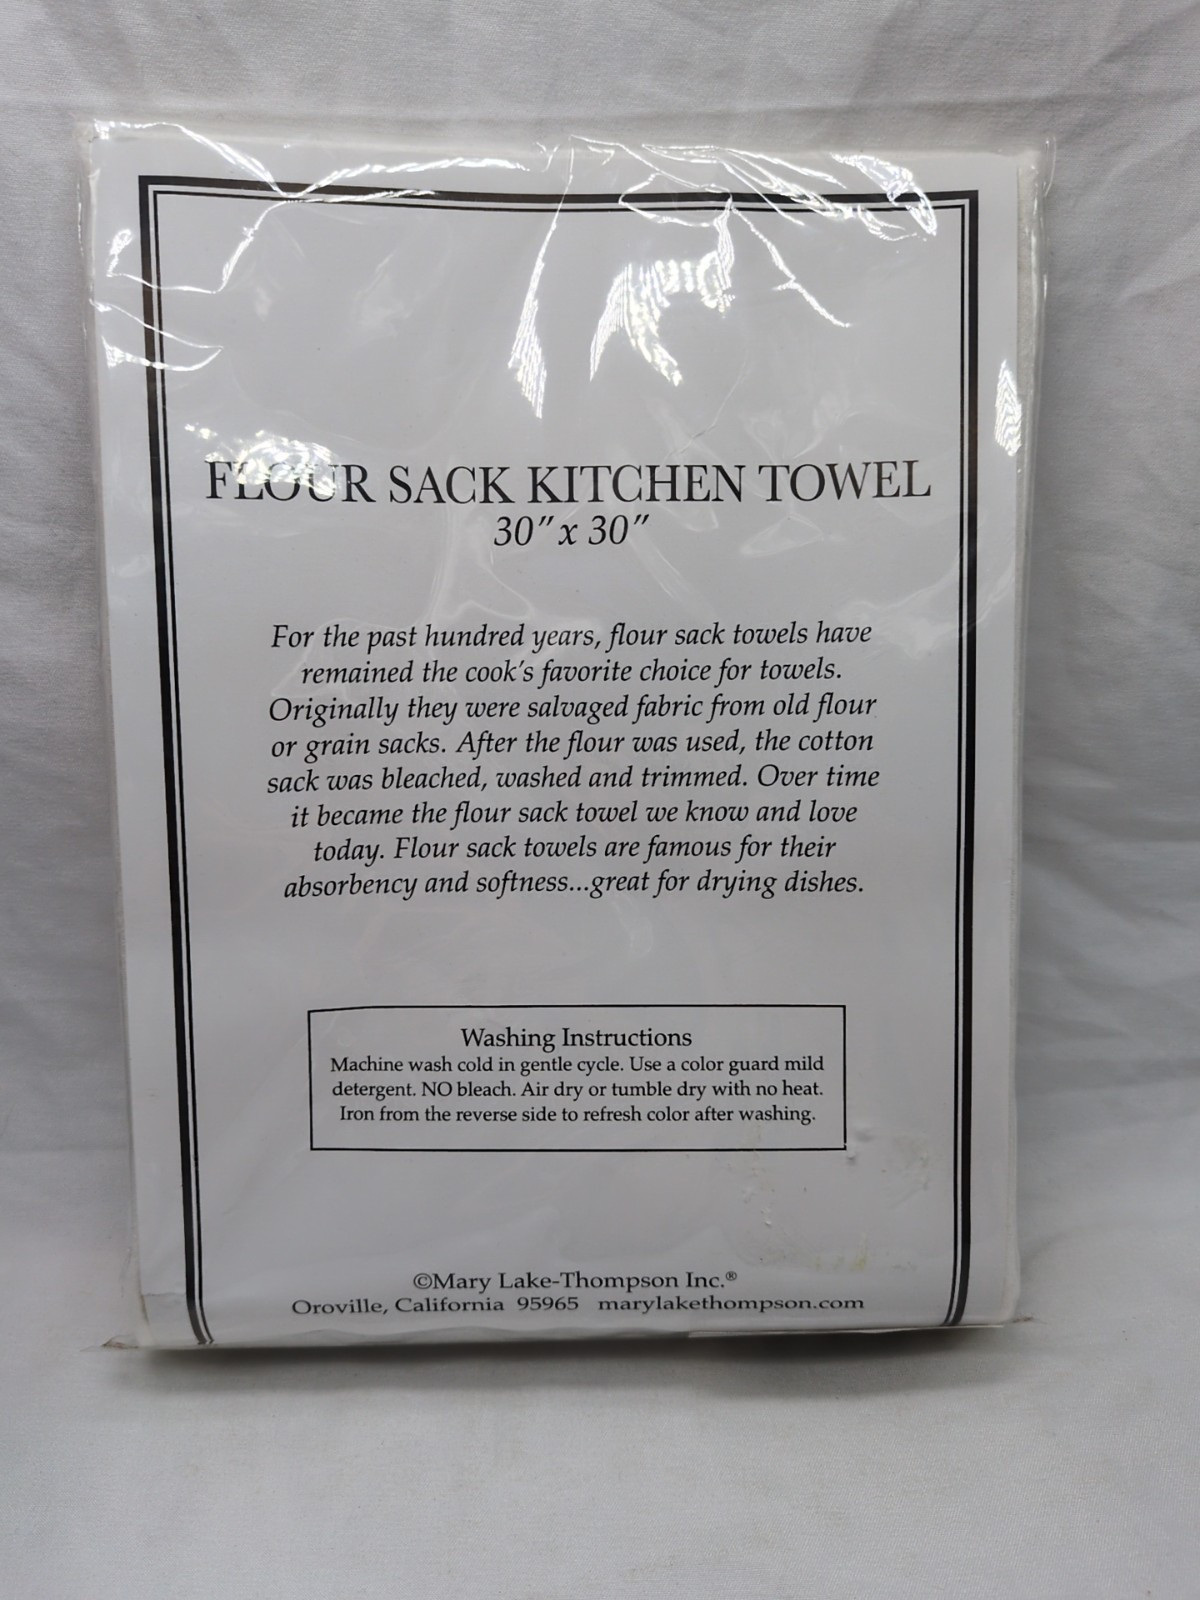 FLOUR SACK KITCHEN TOWEL
30" x 30"
For the past hundred years, flour sack towels have
remained the cook's favorite choice for towels.
Originally they were salvaged fabric from old flour
or grain sacks. After the flour was used, the cotton
sack was bleached, washed and trimmed. Over time
it became the flour sack towel we know and love
today. Flour sack towels are famous for their
absorbency and softness...great for drying dishes.
Washing Instructions
Machine wash cold in gentle cycle. Use a color guard mild
detergent. NO bleach. Air dry or tumble dry with no heat.
Iron from the reverse side to refresh color after washing.
©Mary Lake-Thompson Inc.®
Oroville, California 95965 marylakethompson.com